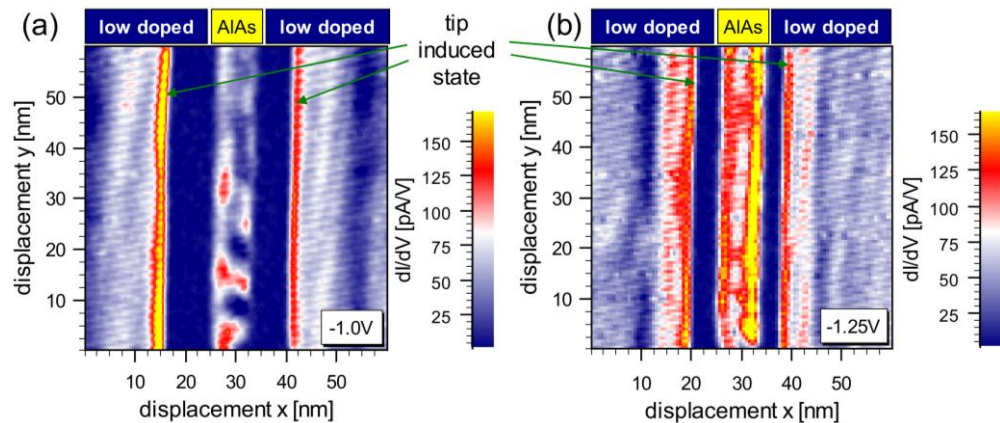 (a)
low doped
AlAs
low doped
tip
induced
state
(b)
low doped
AlAs
low doped
displacement y [nm]
50
40
30
20
10
-1.0V
10
20
30
40
50
displacement x [nm]
150
125
100
75
50
25
dI/dV [pA/V]
displacement y [nm]
50
40
30
20
10
-1.25V
10
20
30
40
50
displacement x [nm]
150
125
100
75
50
25
dI/dV [pA/V]